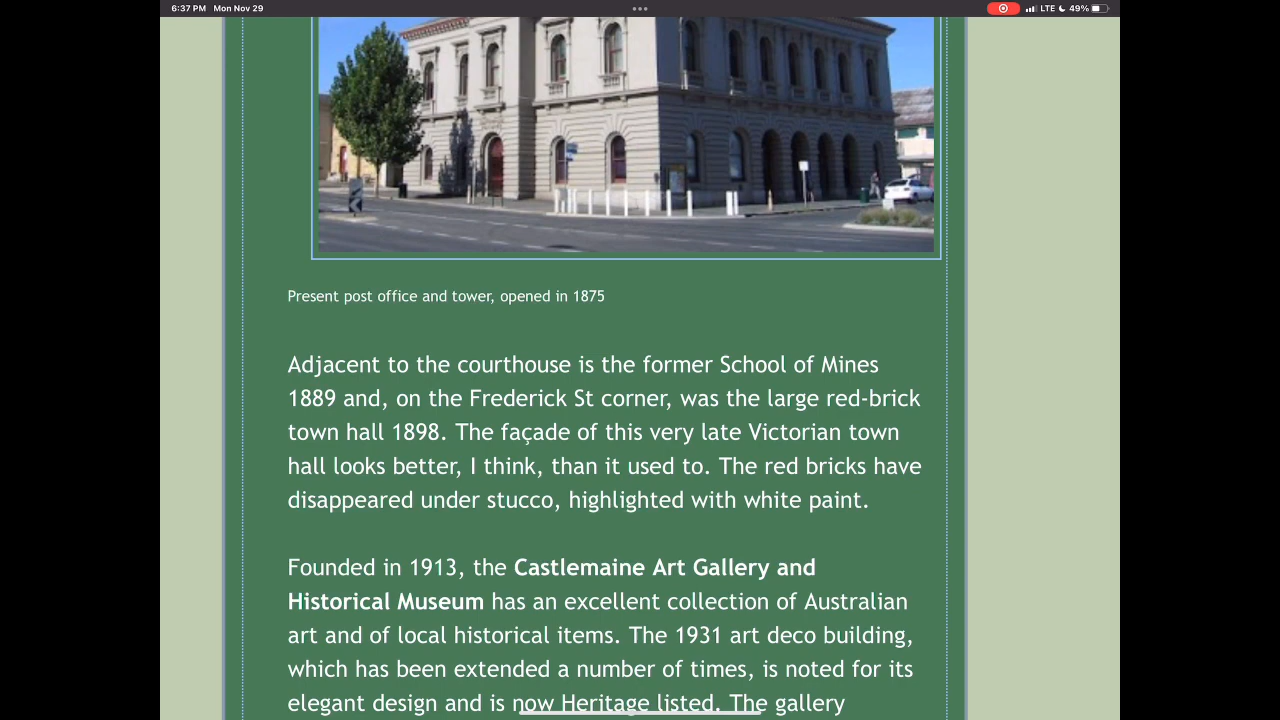 6:37 PM Mon Nov 29
LTE 49%
Present post office and tower, opened in 1875
Adjacent to the courthouse is the former School of Mines
1889 and, on the Frederick St corner, was the large red-brick
town hall 1898. The façade of this very late Victorian town
hall looks better, I think, than it used to. The red bricks have
disappeared under stucco, highlighted with white paint.
Founded in 1913, the Castlemaine Art Gallery and
Historical Museum has an excellent collection of Australian
art and of local historical items. The 1931 art deco building,
which has been extended a number of times, is noted for its
elegant design and is now Heritage listed. The gallery